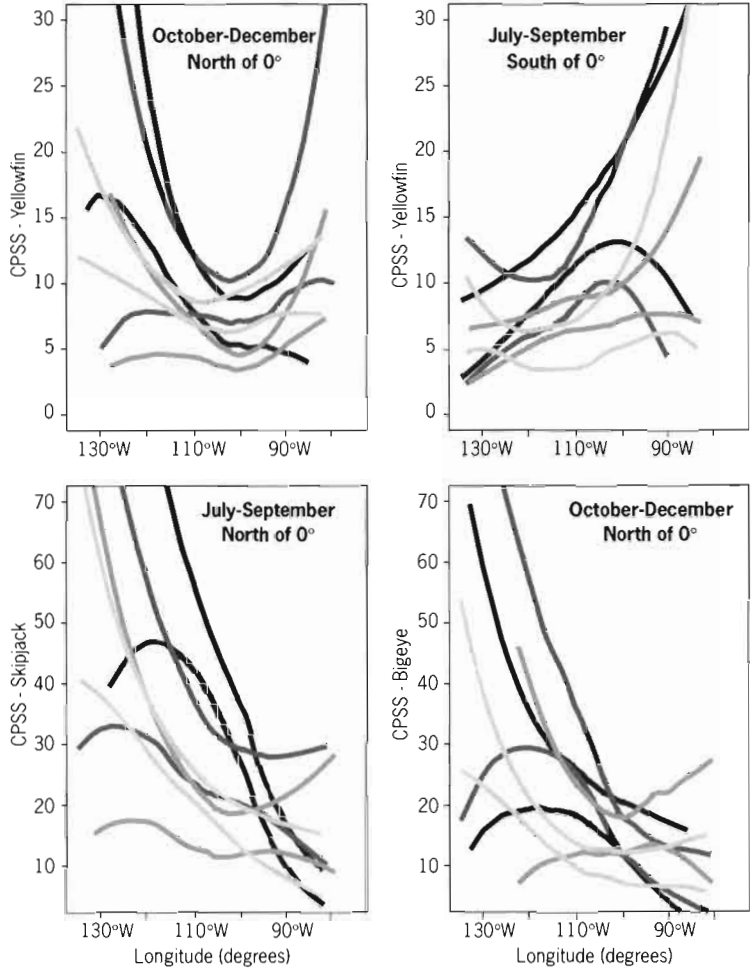 October-December
North of 0°
CPSS - Yellowfin
30
25
20
15
10
5
0
130°W
110°W
90°W
July-September
South of 0°
CPSS - Yellowfin
30
25
20
15
10
5
0
130°W
110°W
90°W
July-September
North of 0°
CPSS - Skipjack
70
60
50
40
30
20
10
130°W
110°W
90°W
Longitude (degrees)
October-December
North of 0°
CPSS - Bigeye
70
60
50
40
30
20
10
130°W
110°W
90°W
Longitude (degrees)